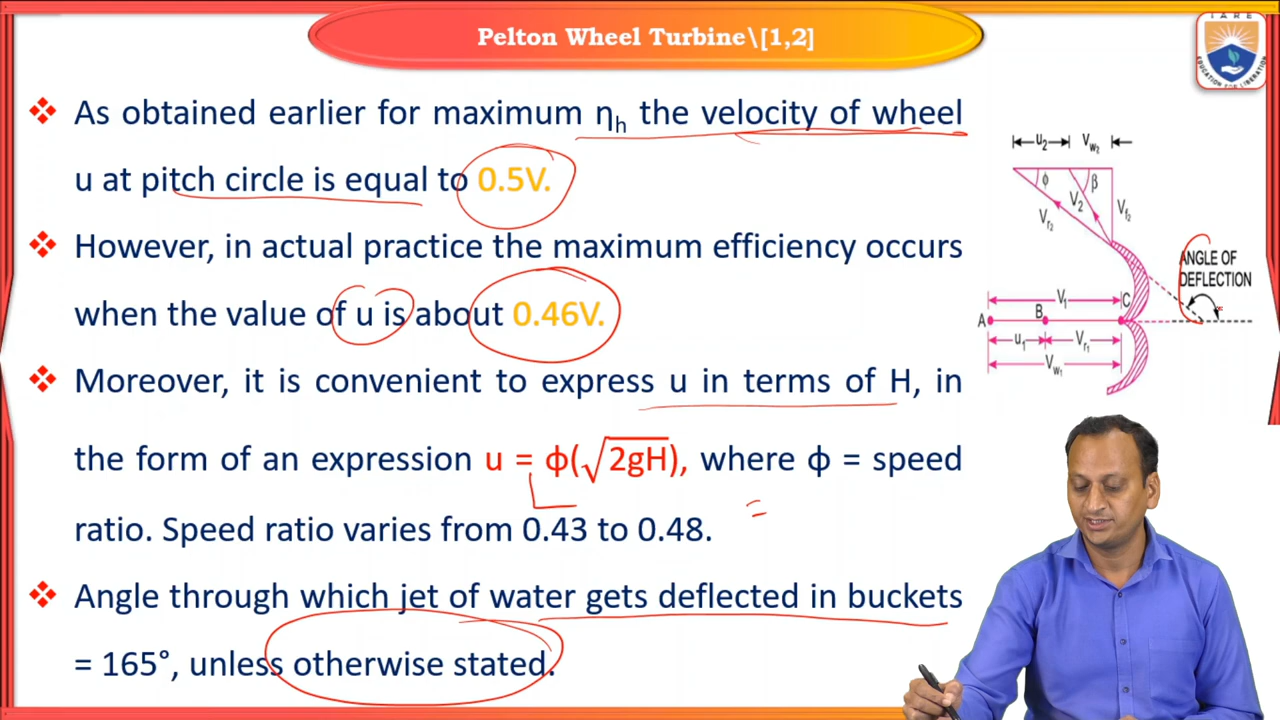 Pelton Wheel Turbine\[1,2]
IARE
EDUCATION FOR LIBERATION
❖ As obtained earlier for maximum ηh the velocity of wheel
u at pitch circle is equal to 0.5V.
❖ However, in actual practice the maximum efficiency occurs
when the value of u is about 0.46V.
❖ Moreover, it is convenient to express u in terms of H, in
the form of an expression u = ϕ(√2gH), where ϕ = speed
ratio. Speed ratio varies from 0.43 to 0.48.
❖ Angle through which jet of water gets deflected in buckets
= 165°, unless otherwise stated.
u2 Vw2
ϕ β
V2 Vf2
Vr2
ANGLE OF
DEFLECTION
V1 C
A B
u1 Vr1
Vw1